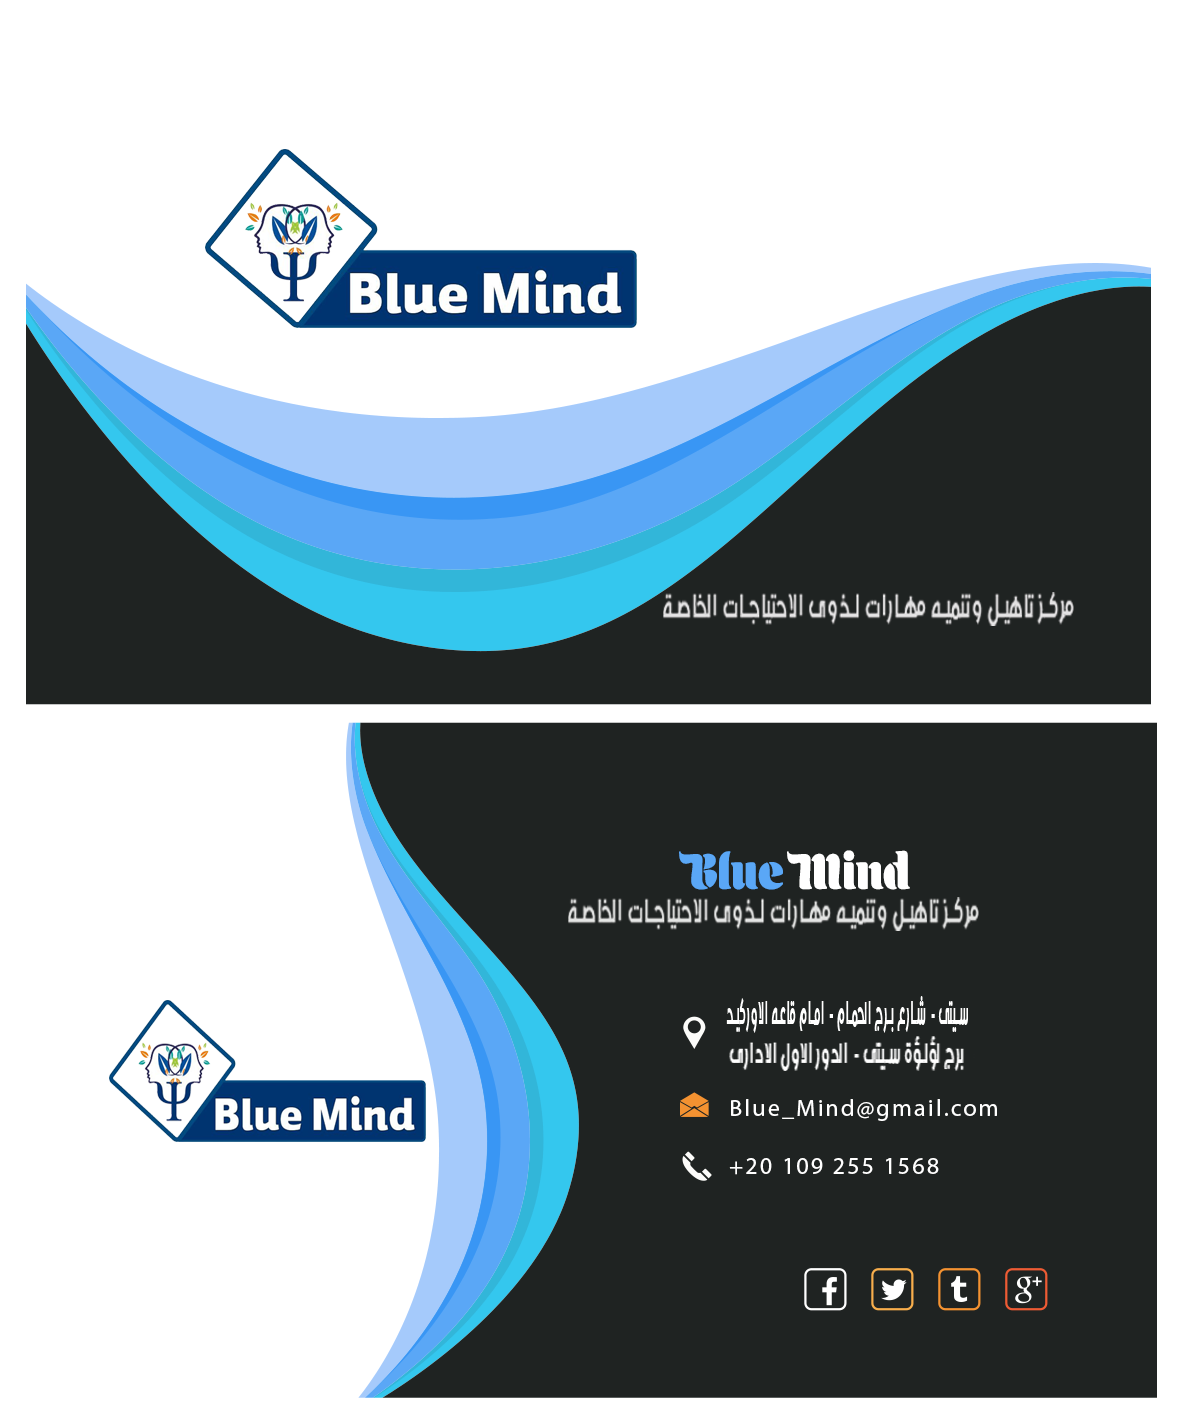 Blue Mind
مركز تاهيل وتنميه مهارات لذوى الاحتياجات الخاصة
Blue Mind
مركز تاهيل وتنميه مهارات لذوى الاحتياجات الخاصة
سيتى - شارع برج الحمام - امام قاعه الاوركيد
برج لؤلؤة سيتى - الدور الاول الادارى
Blue Mind
Blue_Mind@gmail.com
+20 109 255 1568